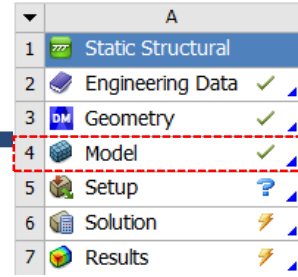 A
1 Static Structural
2 Engineering Data
3 DM Geometry
4 Model
5 Setup ?
6 Solution
7 Results